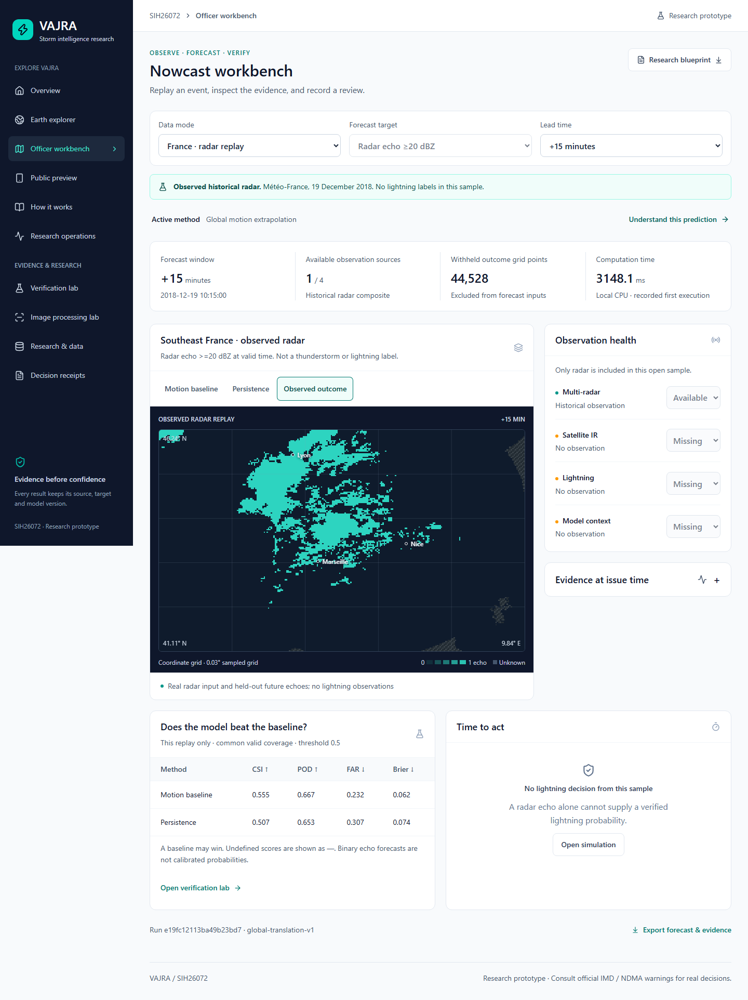 VAJRA
Storm intelligence research
EXPLORE VAJRA
Overview
Earth explorer
Officer workbench
Public preview
How it works
Research operations
EVIDENCE & RESEARCH
Verification lab
Image processing lab
Research & data
Decision receipts
Evidence before confidence
Every result keeps its source, target
and model version.
SIH26072 · Research prototype
SIH26072 > Officer workbench
Research prototype
OBSERVE · FORECAST · VERIFY
Nowcast workbench
Replay an event, inspect the evidence, and record a review.
Research blueprint
Data mode
France · radar replay
Forecast target
Radar echo ≥20 dBZ
Lead time
+15 minutes
Observed historical radar. Météo-France, 19 December 2018. No lightning labels in this sample.
Active method Global motion extrapolation
Understand this prediction →
Forecast window
+15 minutes
2018-12-19 10:15:00
Available observation sources
1 / 4
Historical radar composite
Withheld outcome grid points
44,528
Excluded from forecast inputs
Computation time
3148.1 ms
Local CPU · recorded first execution
Southeast France · observed radar
Radar echo >=20 dBZ at valid time. Not a thunderstorm or lightning label.
Motion baseline
Persistence
Observed outcome
OBSERVED RADAR REPLAY
+15 MIN
46.24° N
Lyon
Nice
Marseille
41.11° N
9.84° E
Coordinate grid · 0.03° sampled grid
0
1 echo
Unknown
Real radar input and held-out future echoes; no lightning observations
Observation health
Only radar is included in this open sample.
Multi-radar
Historical observation
Available
Satellite IR
No observation
Missing
Lightning
No observation
Missing
Model context
No observation
Missing
Evidence at issue time
+
Does the model beat the baseline?
This replay only · common valid coverage · threshold 0.5
Method CSI ↑ POD ↑ FAR ↓ Brier ↓
Motion baseline 0.555 0.667 0.232 0.062
Persistence 0.507 0.653 0.307 0.074
A baseline may win. Undefined scores are shown as —. Binary echo forecasts are
not calibrated probabilities.
Open verification lab →
Time to act
No lightning decision from this sample
A radar echo alone cannot supply a verified
lightning probability.
Open simulation
Run e19fc12113ba49b23bd7 · global-translation-v1
Export forecast & evidence
VAJRA / SIH26072
Research prototype · Consult official IMD / NDMA warnings for real decisions.